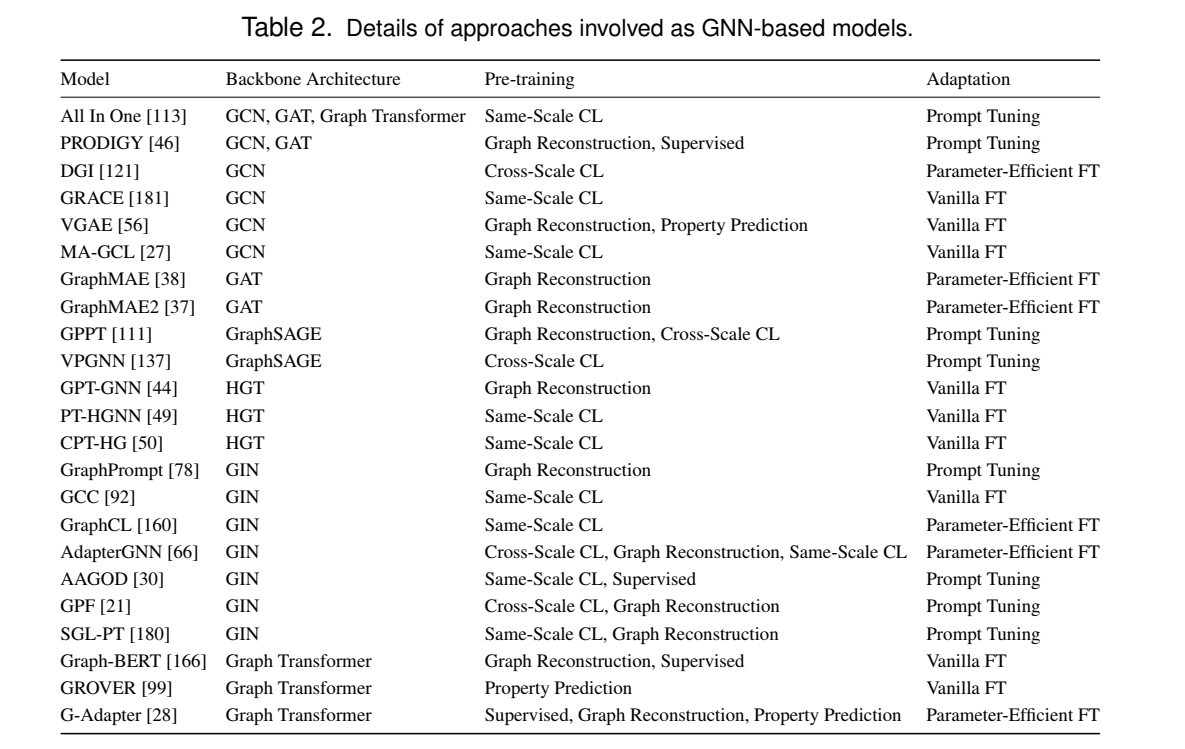 Table 2. Details of approaches involved as GNN-based models.
Model Backbone Architecture Pre-training Adaptation
All In One [113] GCN, GAT, Graph Transformer Same-Scale CL Prompt Tuning
PRODIGY [46] GCN, GAT Graph Reconstruction, Supervised Prompt Tuning
DGI [121] GCN Cross-Scale CL Parameter-Efficient FT
GRACE [181] GCN Same-Scale CL Vanilla FT
VGAE [56] GCN Graph Reconstruction, Property Prediction Vanilla FT
MA-GCL [27] GCN Same-Scale CL Vanilla FT
GraphMAE [38] GAT Graph Reconstruction Parameter-Efficient FT
GraphMAE2 [37] GAT Graph Reconstruction Parameter-Efficient FT
GPPT [111] GraphSAGE Graph Reconstruction, Cross-Scale CL Prompt Tuning
VPGNN [137] GraphSAGE Cross-Scale CL Prompt Tuning
GPT-GNN [44] HGT Graph Reconstruction Vanilla FT
PT-HGNN [49] HGT Same-Scale CL Vanilla FT
CPT-HG [50] HGT Same-Scale CL Vanilla FT
GraphPrompt [78] GIN Graph Reconstruction Prompt Tuning
GCC [92] GIN Same-Scale CL Vanilla FT
GraphCL [160] GIN Same-Scale CL Parameter-Efficient FT
AdapterGNN [66] GIN Cross-Scale CL, Graph Reconstruction, Same-Scale CL Parameter-Efficient FT
AAGOD [30] GIN Same-Scale CL, Supervised Prompt Tuning
GPF [21] GIN Cross-Scale CL, Graph Reconstruction Prompt Tuning
SGL-PT [180] GIN Same-Scale CL, Graph Reconstruction Prompt Tuning
Graph-BERT [166] Graph Transformer Graph Reconstruction, Supervised Vanilla FT
GROVER [99] Graph Transformer Property Prediction Vanilla FT
G-Adapter [28] Graph Transformer Supervised, Graph Reconstruction, Property Prediction Parameter-Efficient FT